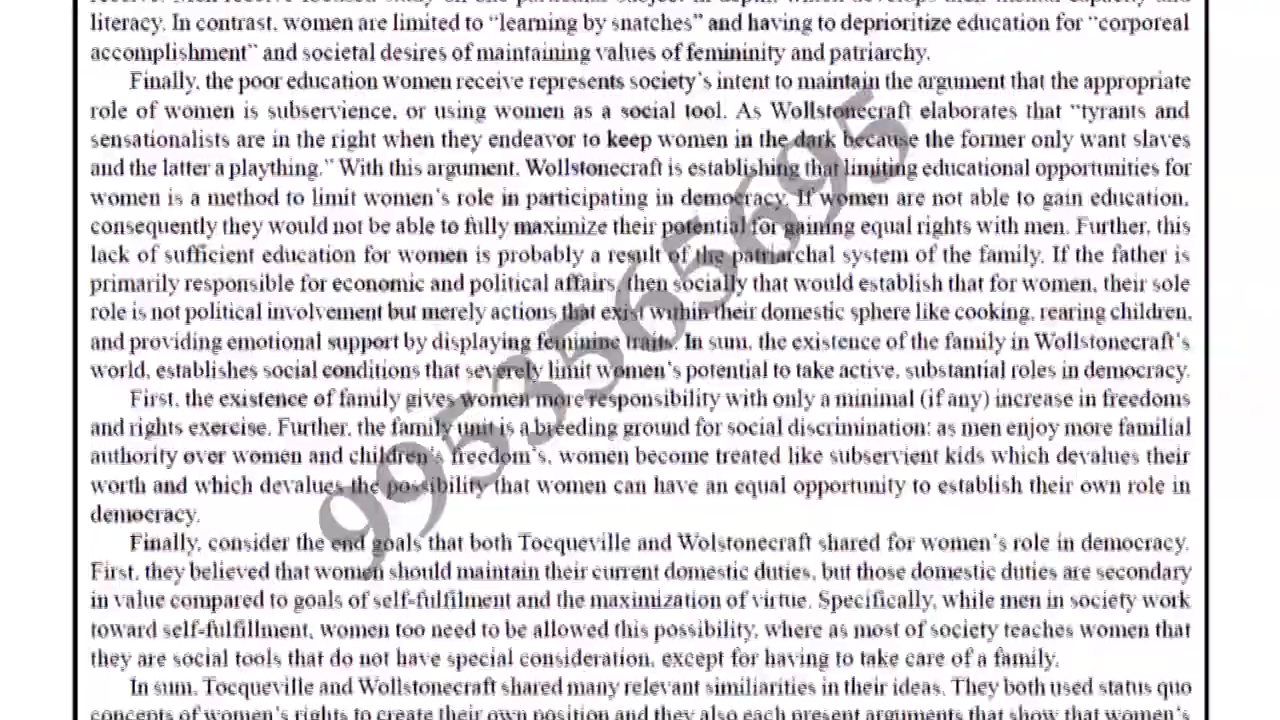 literacy. In contrast, women are limited to “learning by snatches” and having to deprioritize education for “corporeal
accomplishment” and societal desires of maintaining values of femininity and patriarchy.
Finally, the poor education women receive represents society’s intent to maintain the argument that the appropriate
role of women is subservience, or using women as a social tool. As Wollstonecraft elaborates that “tyrants and
sensationalists are in the right when they endeavor to keep women in the dark because the former only want slaves
and the latter a plaything.” With this argument, Wollstonecraft is establishing that limiting educational opportunities for
women is a method to limit women’s role in participating in democracy. If women are not able to gain education,
consequently they would not be able to fully maximize their potential for gaining equal rights with men. Further, this
lack of sufficient education for women is probably a result of the patriarchal system of the family. If the father is
primarily responsible for economic and political affairs, then socially that would establish that for women, their sole
role is not political involvement but merely actions that exist within their domestic sphere like cooking, rearing children,
and providing emotional support by displaying feminine traits. In sum, the existence of the family in Wollstonecraft’s
world, establishes social conditions that severely limit women’s potential to take active, substantial roles in democracy.
First, the existence of family gives women more responsibility with only a minimal (if any) increase in freedoms
and rights exercise. Further, the family unit is a breeding ground for social discrimination: as men enjoy more familial
authority over women and children’s freedom’s, women become treated like subservient kids which devalues their
worth and which devalues the possibility that women can have an equal opportunity to establish their own role in
democracy.
Finally, consider the end goals that both Tocqueville and Wolstonecraft shared for women’s role in democracy.
First, they believed that women should maintain their current domestic duties, but those domestic duties are secondary
in value compared to goals of self-fulfilment and the maximization of virtue. Specifically, while men in society work
toward self-fulfillment, women too need to be allowed this possibility, where as most of society teaches women that
they are social tools that do not have special consideration, except for having to take care of a family.
In sum, Tocqueville and Wollstonecraft shared many relevant similiarities in their ideas. They both used status quo
concepts of women’s rights to create their own position and they also each present arguments that show that women’s
9953565695